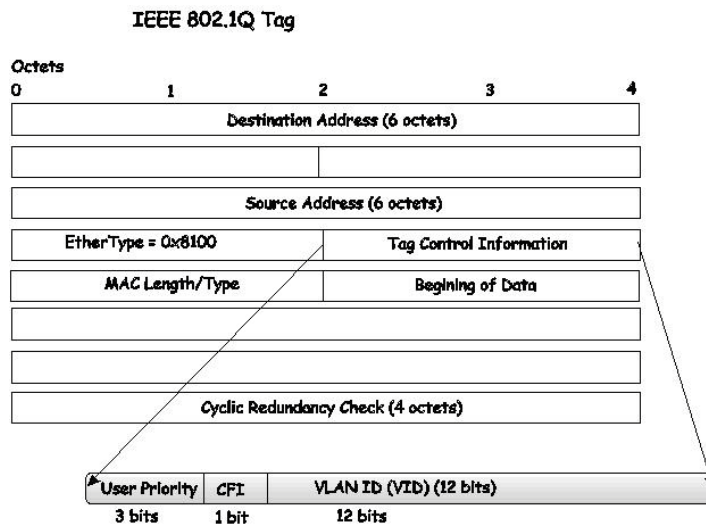 IEEE 802.1Q Tag
Octets
0 1 2 3 4
Destination Address (6 octets)
Source Address (6 octets)
EtherType = 0x8100 Tag Control Information
MAC Length/Type Begining of Data
Cyclic Redundancy Check (4 octets)
User Priority CFI VLAN ID (VID) (12 bits)
3 bits 1 bit 12 bits